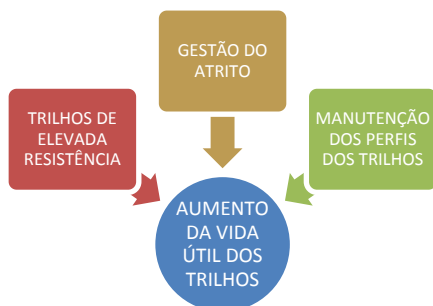 GESTÃO DO
ATRITO
TRILHOS DE
ELEVADA
RESISTÊNCIA
MANUTENÇÃO
DOS PERFIS
DOS TRILHOS
AUMENTO
DA VIDA
ÚTIL DOS
TRILHOS